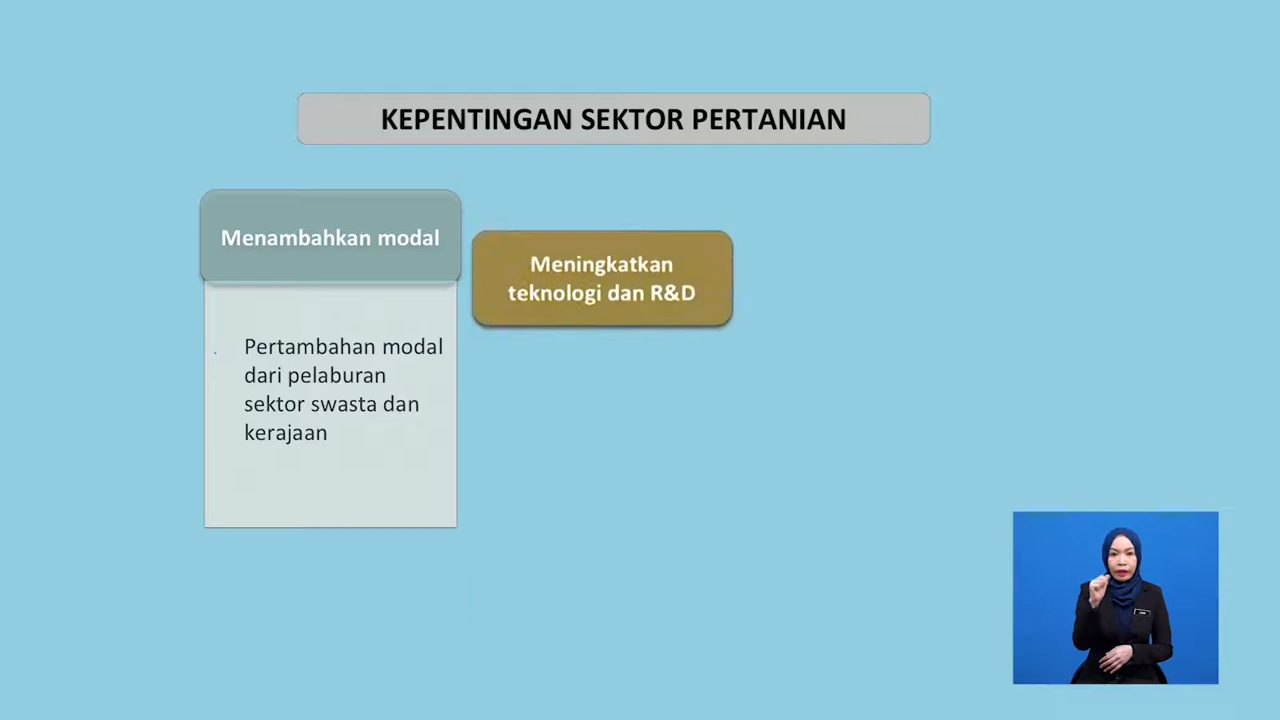 KEPENTINGAN SEKTOR PERTANIAN
Menambahkan modal
Pertambahan modal
dari pelaburan
sektor swasta dan
kerajaan
Meningkatkan
teknologi dan R&D